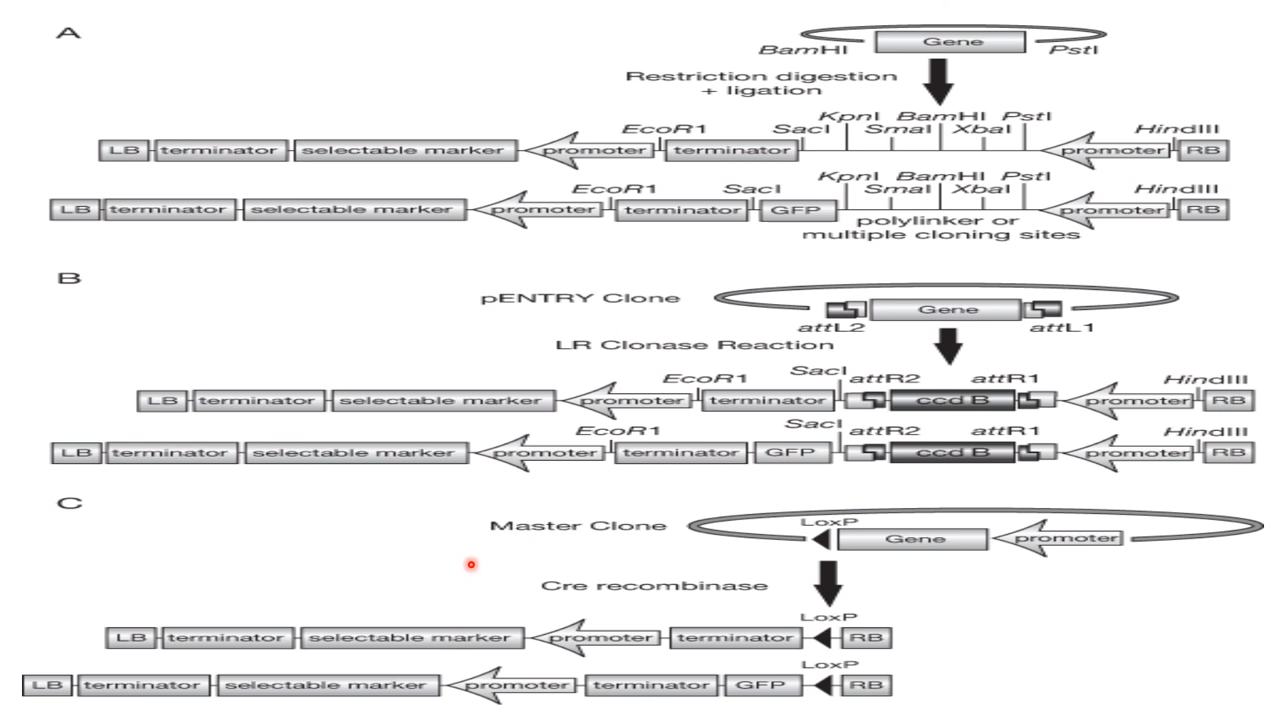 A
BamHI Gene PstI
Restriction digestion
+ ligation
KpnI BamHI PstI
EcoR1 SacI SmaI XbaI HindIII
LB terminator selectable marker promoter terminator promoter RB
KpnI BamHI PstI
EcoR1 SacI SmaI XbaI HindIII
LB terminator selectable marker promoter terminator GFP promoter RB
polylinker or
multiple cloning sites
B
pENTRY Clone
Gene
attL2 attL1
LR Clonase Reaction
EcoR1 SacI attR2 attR1 HindIII
LB terminator selectable marker promoter terminator ccd B promoter RB
EcoR1 SacI attR2 attR1 HindIII
LB terminator selectable marker promoter terminator GFP ccd B promoter RB
C
Master Clone LoxP
Gene promoter
Cre recombinase
LoxP
LB terminator selectable marker promoter terminator RB
LoxP
LB terminator selectable marker promoter terminator GFP RB